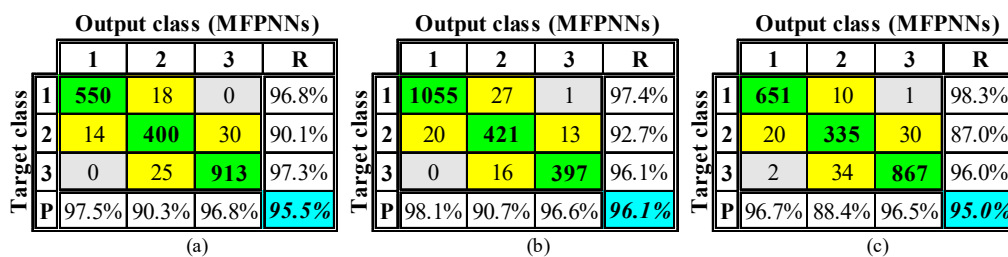 Output class (MFPNNs) Output class (MFPNNs) Output class (MFPNNs)
1 2 3 R 1 2 3 R 1 2 3 R
Target class Target class Target class
1 550 18 0 96.8% 1 1055 27 1 97.4% 1 651 10 1 98.3%
2 14 400 30 90.1% 2 20 421 13 92.7% 2 20 335 30 87.0%
3 0 25 913 97.3% 3 0 16 397 96.1% 3 2 34 867 96.0%
P 97.5% 90.3% 96.8% 95.5% P 98.1% 90.7% 96.6% 96.1% P 96.7% 88.4% 96.5% 95.0%
(a) (b) (c)